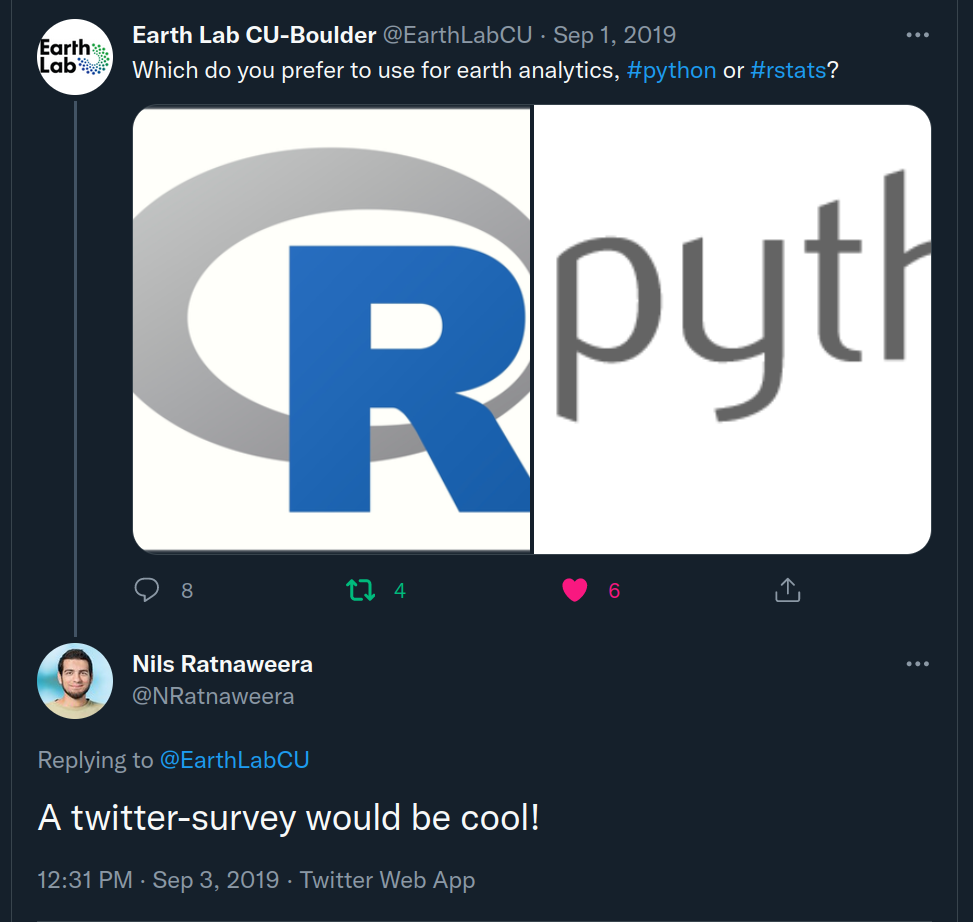 Earth Lab CU-Boulder @EarthLabCU · Sep 1, 2019
Earth
Lab
Which do you prefer to use for earth analytics, #python or #rstats?
R
pyth
8 4 6
Nils Ratnaweera
@NRatnaweera
Replying to @EarthLabCU
A twitter-survey would be cool!
12:31 PM · Sep 3, 2019 · Twitter Web App